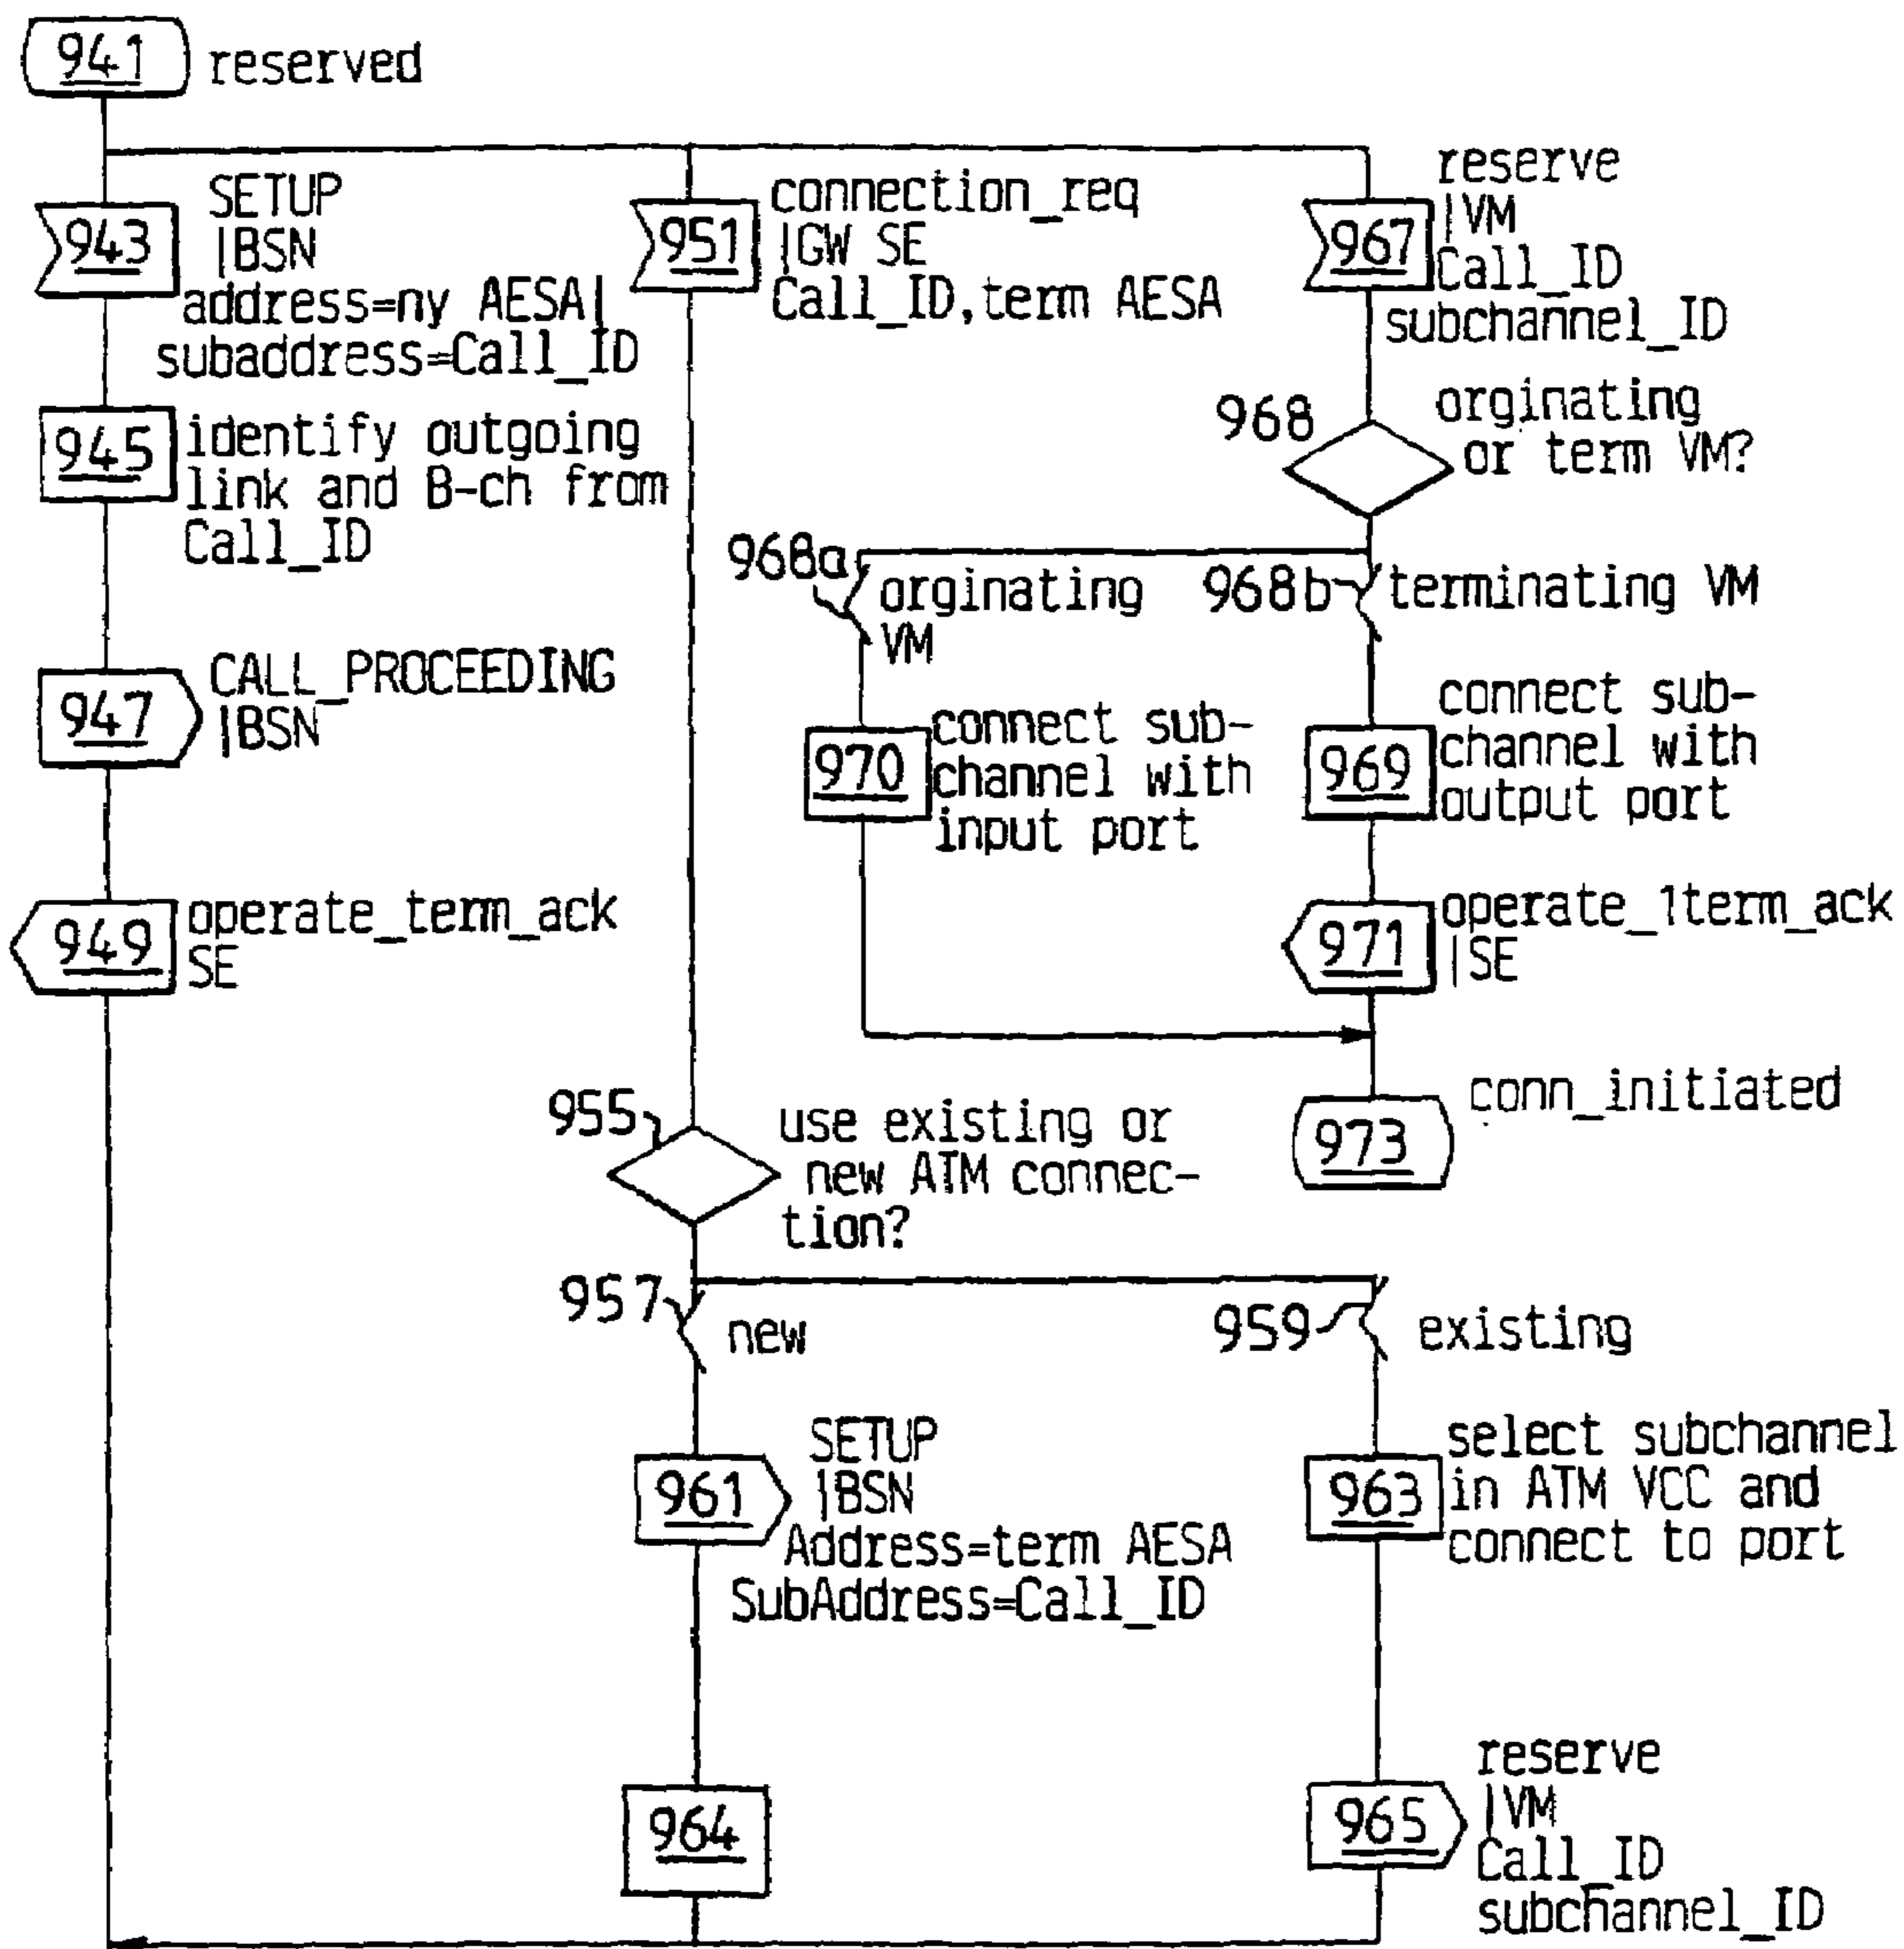 941 reserved
943
SETUP
|BSN
address=ny AESA|
subaddress=Call_ID
945
identify outgoing
link and B-ch from
Call_ID
947
CALL_PROCEEDING
|BSN
949
operate_term_ack
SE
951
connection_req
|GW SE
Call_ID, term AESA
955
use existing or
new ATM connec-
tion?
957
new
961
SETUP
|BSN
Address=term AESA
SubAddress=Call_ID
964
959
existing
963
select subchannel
in ATM VCC and
connect to port
965
reserve
|VM
Call_ID
subchannel_ID
967
reserve
|VM
Call_ID
subchannel_ID
968
orginating
or term VM?
968a
orginating
VM
970
connect sub-
channel with
input port
968b
terminating VM
969
connect sub-
channel with
output port
971
operate_1term_ack
|SE
973
conn_initiated